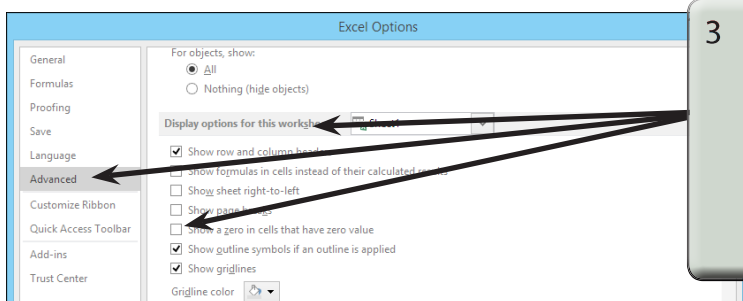 Excel Options
3
General
Formulas
Proofing
Save
Language
Advanced
Customize Ribbon
Quick Access Toolbar
Add-ins
Trust Center
For objects, show:
All
Nothing (hide objects)
Display options for this
Show row and column
Show formulas in cells instead of their calculated
Show sheet right-to-left
Show page
Show a zero in cells that have zero value
Show outline symbols if an outline is applied
Show gridlines
Gridline color